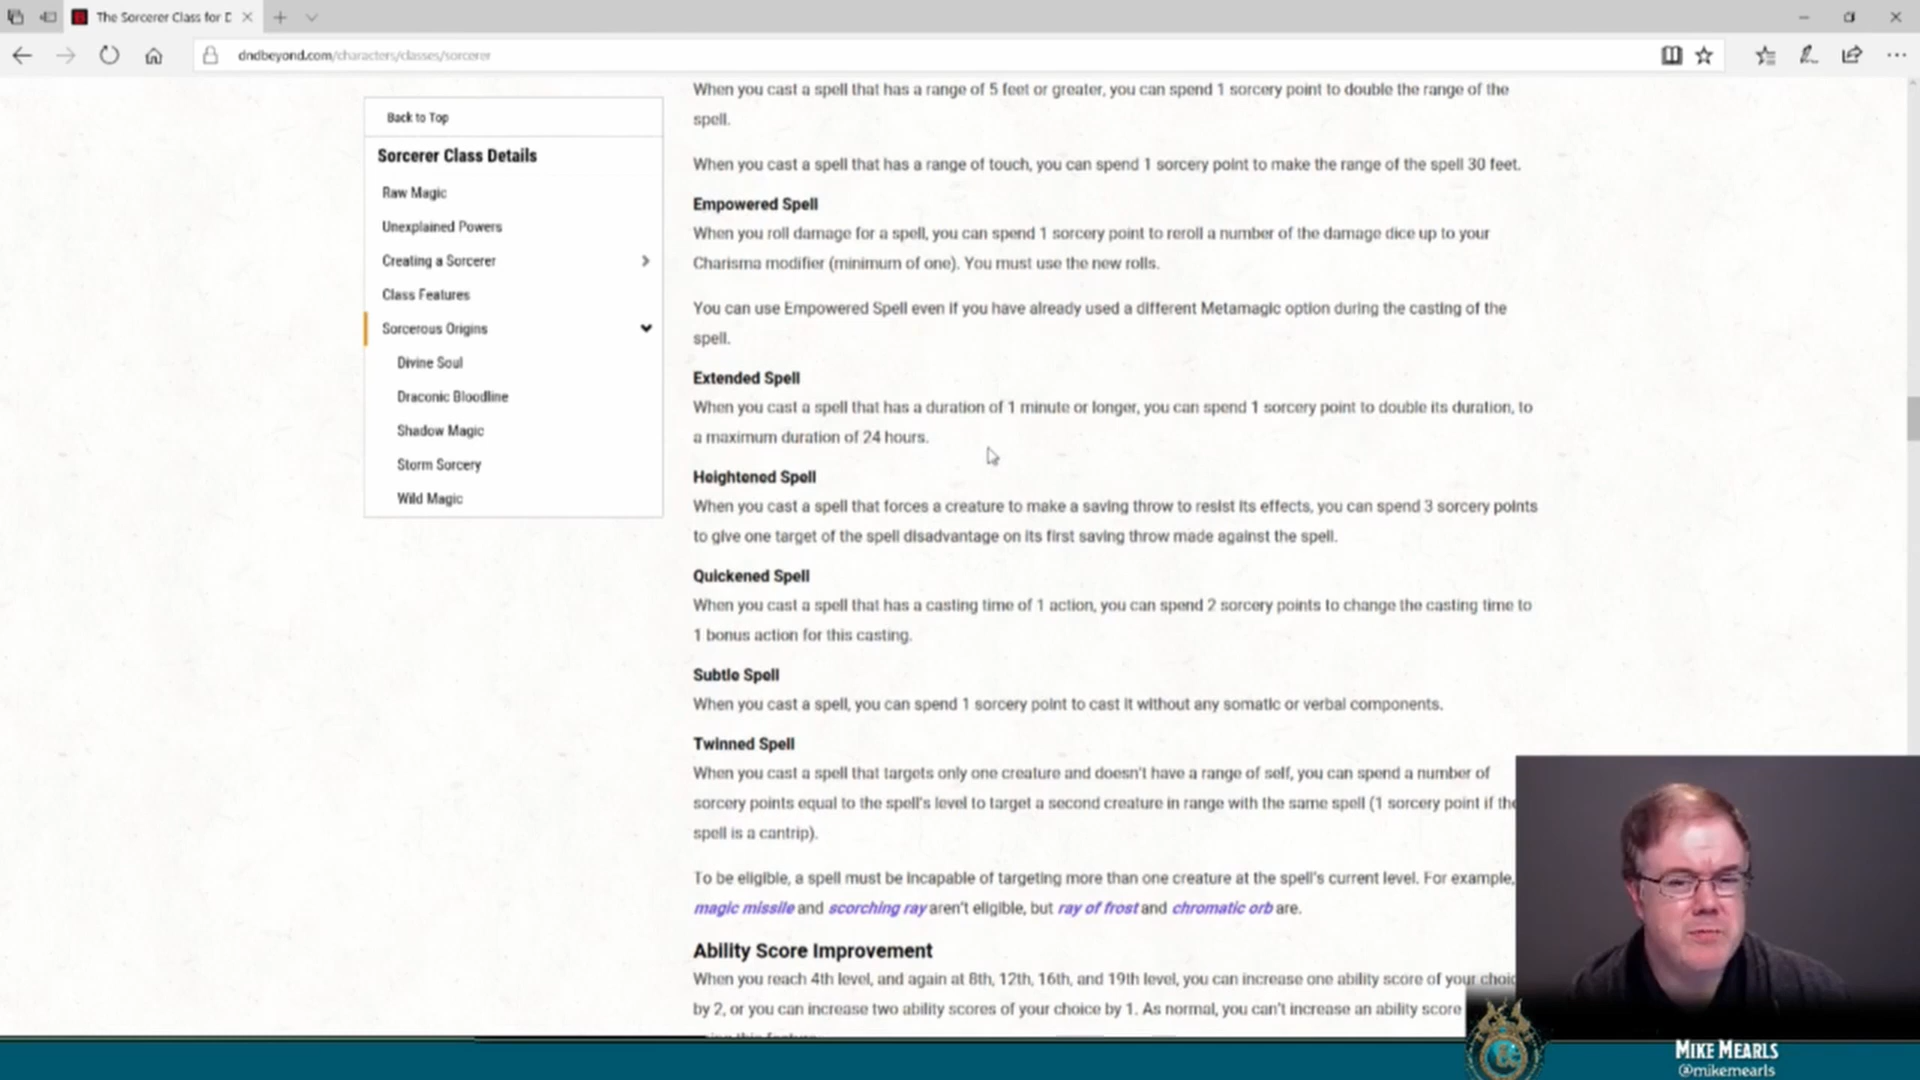 The Sorcerer Class for D
dndbeyond.com/characters/classes/sorcerer
Back to Top
Sorcerer Class Details
Raw Magic
Unexplained Powers
Creating a Sorcerer
Class Features
Sorcerous Origins
Divine Soul
Draconic Bloodline
Shadow Magic
Storm Sorcery
Wild Magic
When you cast a spell that has a range of 5 feet or greater, you can spend 1 sorcery point to double the range of the
spell.
When you cast a spell that has a range of touch, you can spend 1 sorcery point to make the range of the spell 30 feet.
Empowered Spell
When you roll damage for a spell, you can spend 1 sorcery point to reroll a number of the damage dice up to your
Charisma modifier (minimum of one). You must use the new rolls.
You can use Empowered Spell even if you have already used a different Metamagic option during the casting of the
spell.
Extended Spell
When you cast a spell that has a duration of 1 minute or longer, you can spend 1 sorcery point to double its duration, to
a maximum duration of 24 hours.
Heightened Spell
When you cast a spell that forces a creature to make a saving throw to resist its effects, you can spend 3 sorcery points
to give one target of the spell disadvantage on its first saving throw made against the spell.
Quickened Spell
When you cast a spell that has a casting time of 1 action, you can spend 2 sorcery points to change the casting time to
1 bonus action for this casting.
Subtle Spell
When you cast a spell, you can spend 1 sorcery point to cast it without any somatic or verbal components.
Twinned Spell
When you cast a spell that targets only one creature and doesn't have a range of self, you can spend a number of
sorcery points equal to the spell's level to target a second creature in range with the same spell (1 sorcery point if the
spell is a cantrip).
To be eligible, a spell must be incapable of targeting more than one creature at the spell's current level. For example,
magic missile and scorching ray aren't eligible, but ray of frost and chromatic orb are.
Ability Score Improvement
When you reach 4th level, and again at 8th, 12th, 16th, and 19th level, you can increase one ability score of your choic
by 2, or you can increase two ability scores of your choice by 1. As normal, you can't increase an ability score
MIKE MEARLS
@mikemearls